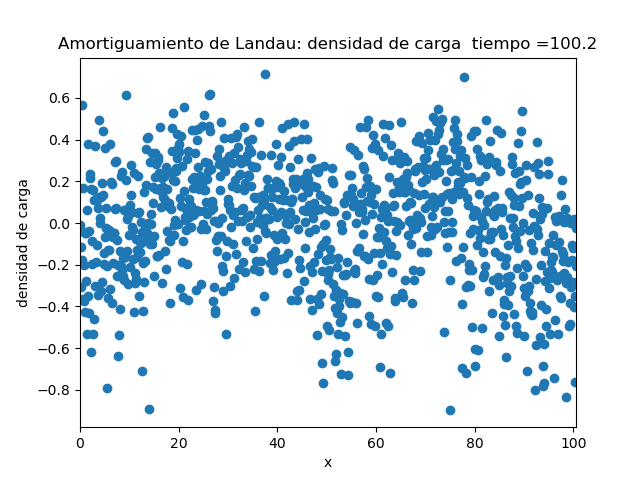 Amortiguamiento de Landau: densidad de carga  tiempo =100.2
densidad de carga
0.6
0.4
0.2
0.0
−0.2
−0.4
−0.6
−0.8
0 20 40 60 80 100
x